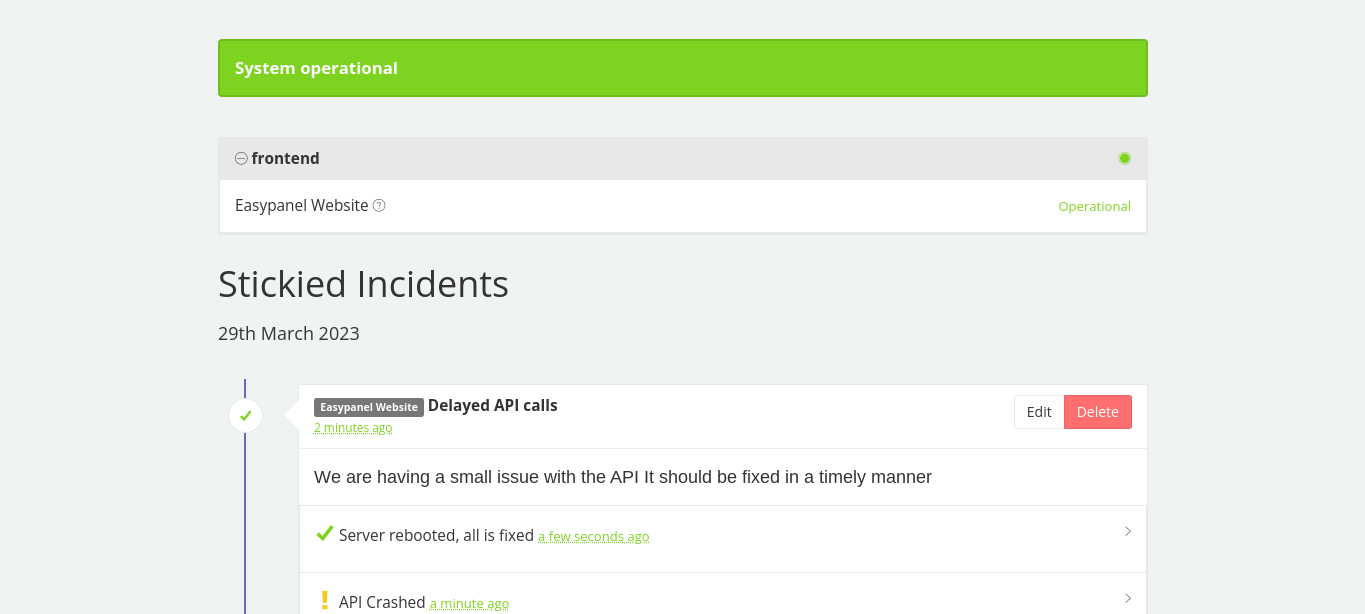 System operational
frontend
Easypanel Website
Operational
Stickied Incidents
29th March 2023
Easypanel Website Delayed API calls
2 minutes ago
Edit
Delete
We are having a small issue with the API It should be fixed in a timely manner
Server rebooted, all is fixed a few seconds ago
API Crashed a minute ago